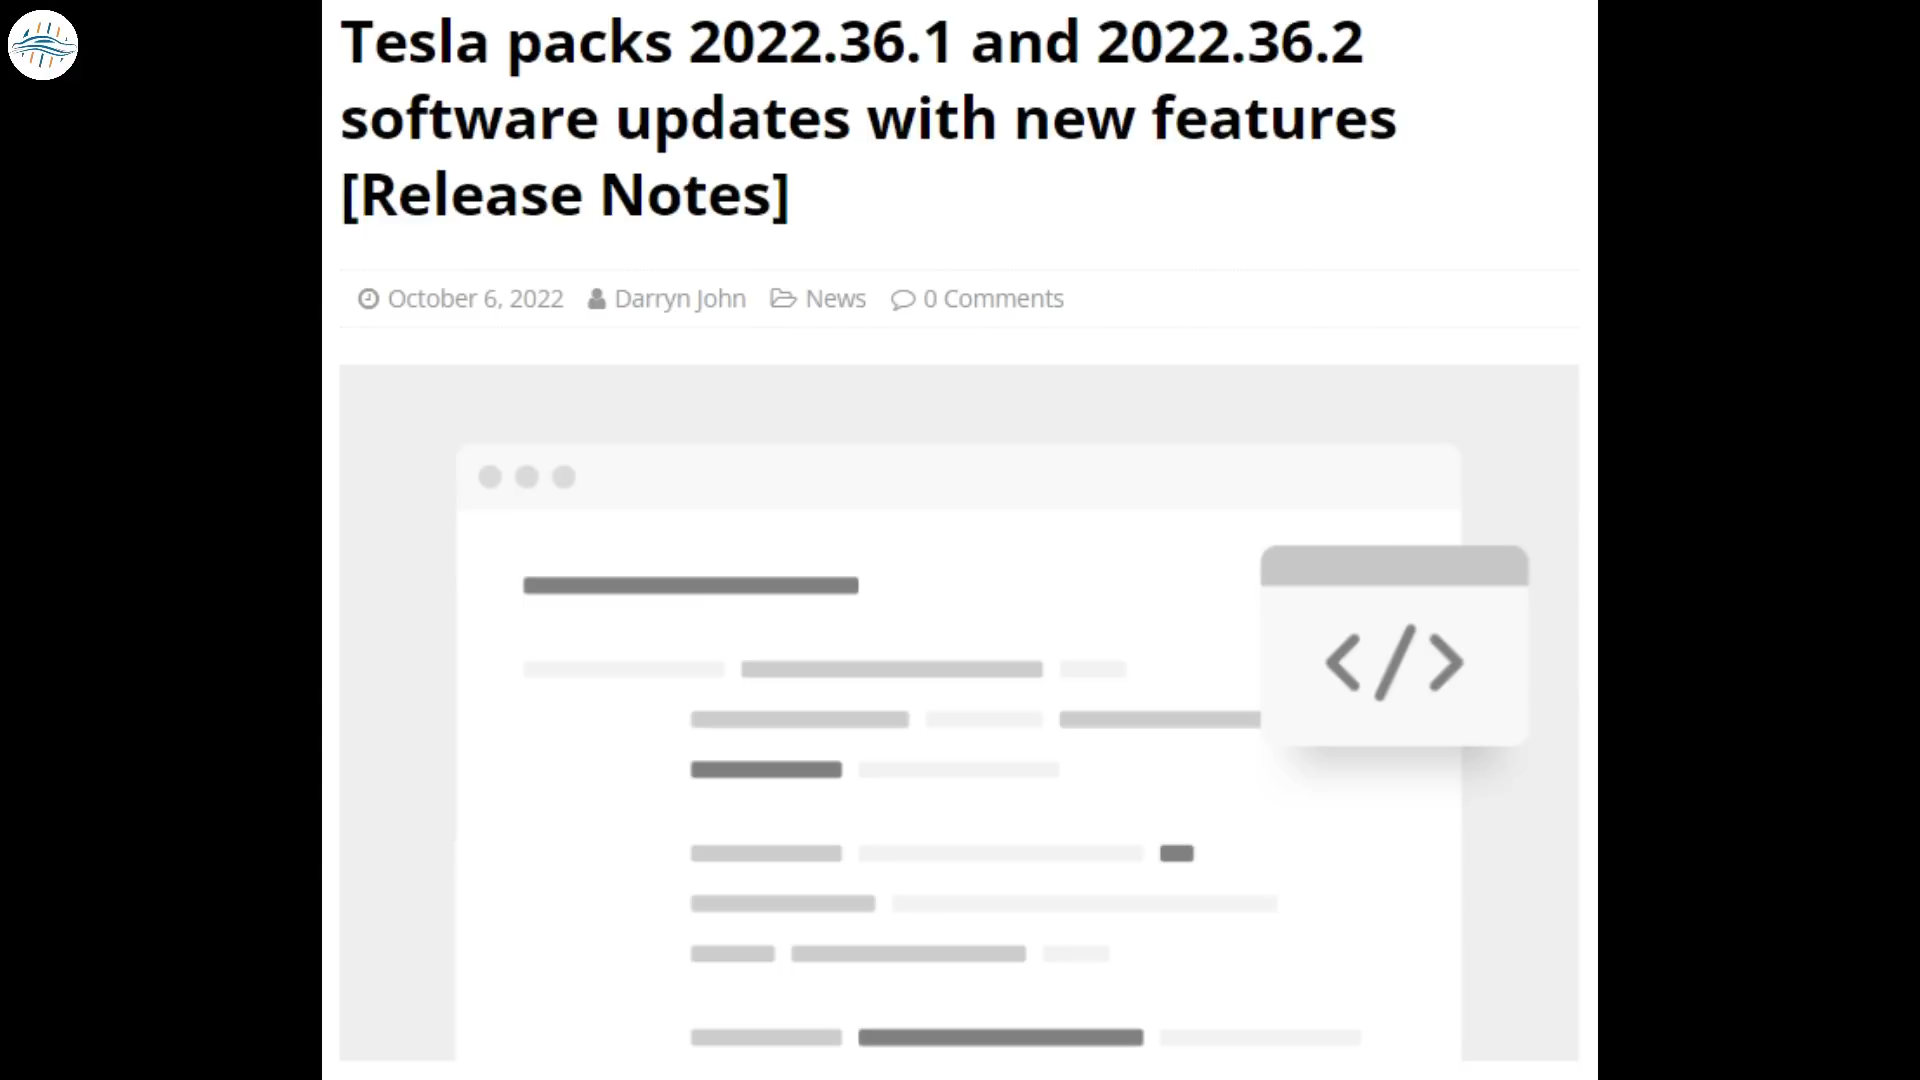 Tesla packs 2022.36.1 and 2022.36.2
software updates with new features
[Release Notes]
October 6, 2022 Darryn John News 0 Comments
</>